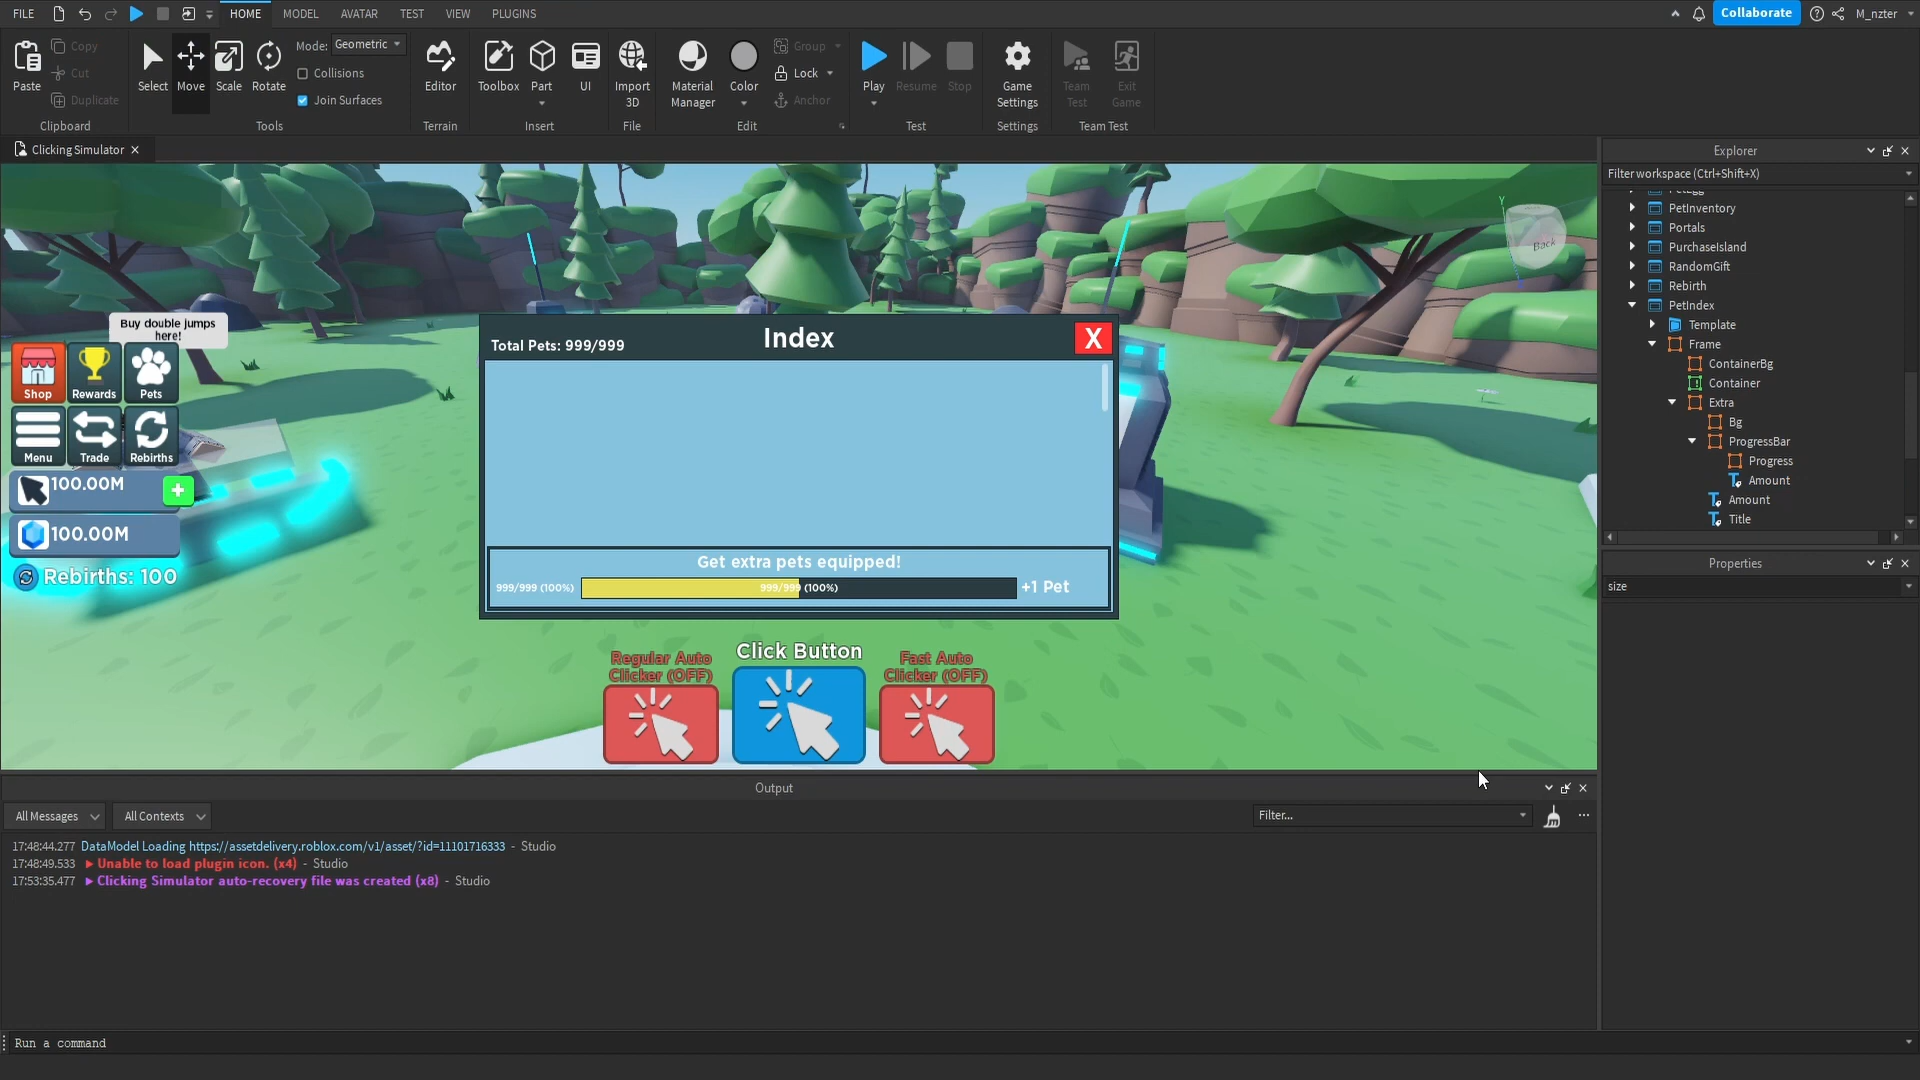 FILE
HOME
MODEL
AVATAR
TEST
VIEW
PLUGINS
Collaborate
M_nzter
Paste
Copy
Cut
Duplicate
Clipboard
Select
Move
Scale
Rotate
Mode: Geometric
Collisions
Join Surfaces
Tools
Editor
Terrain
Toolbox
Part
UI
Insert
Import
3D
File
Material
Manager
Color
Group
Lock
Anchor
Edit
Play
Resume
Stop
Test
Game
Settings
Settings
Team
Test
Exit
Game
Team Test
Clicking Simulator
Explorer
Filter workspace (Ctrl+Shift+X)
PetEgg
PetInventory
Portals
PurchaseIsland
RandomGift
Rebirth
PetIndex
Template
Frame
ContainerBg
Container
Extra
Bg
ProgressBar
Progress
Amount
Amount
Title
Properties
size
Back
Y
Buy double jumps
here!
Shop
Rewards
Pets
Menu
Trade
Rebirths
100.00M
+
100.00M
Rebirths: 100
Total Pets: 999/999
Index
X
Get extra pets equipped!
999/999 (100%)
999/999 (100%)
+1 Pet
Regular Auto
Clicker (OFF)
Click Button
Fast Auto
Clicker (OFF)
Output
All Messages
All Contexts
Filter...
17:48:44.277 DataModel Loading https://assetdelivery.roblox.com/v1/asset/?id=11101716333 - Studio
17:48:49.533 Unable to load plugin icon. (x4) - Studio
17:53:35.477 Clicking Simulator auto-recovery file was created (x8) - Studio
Run a command